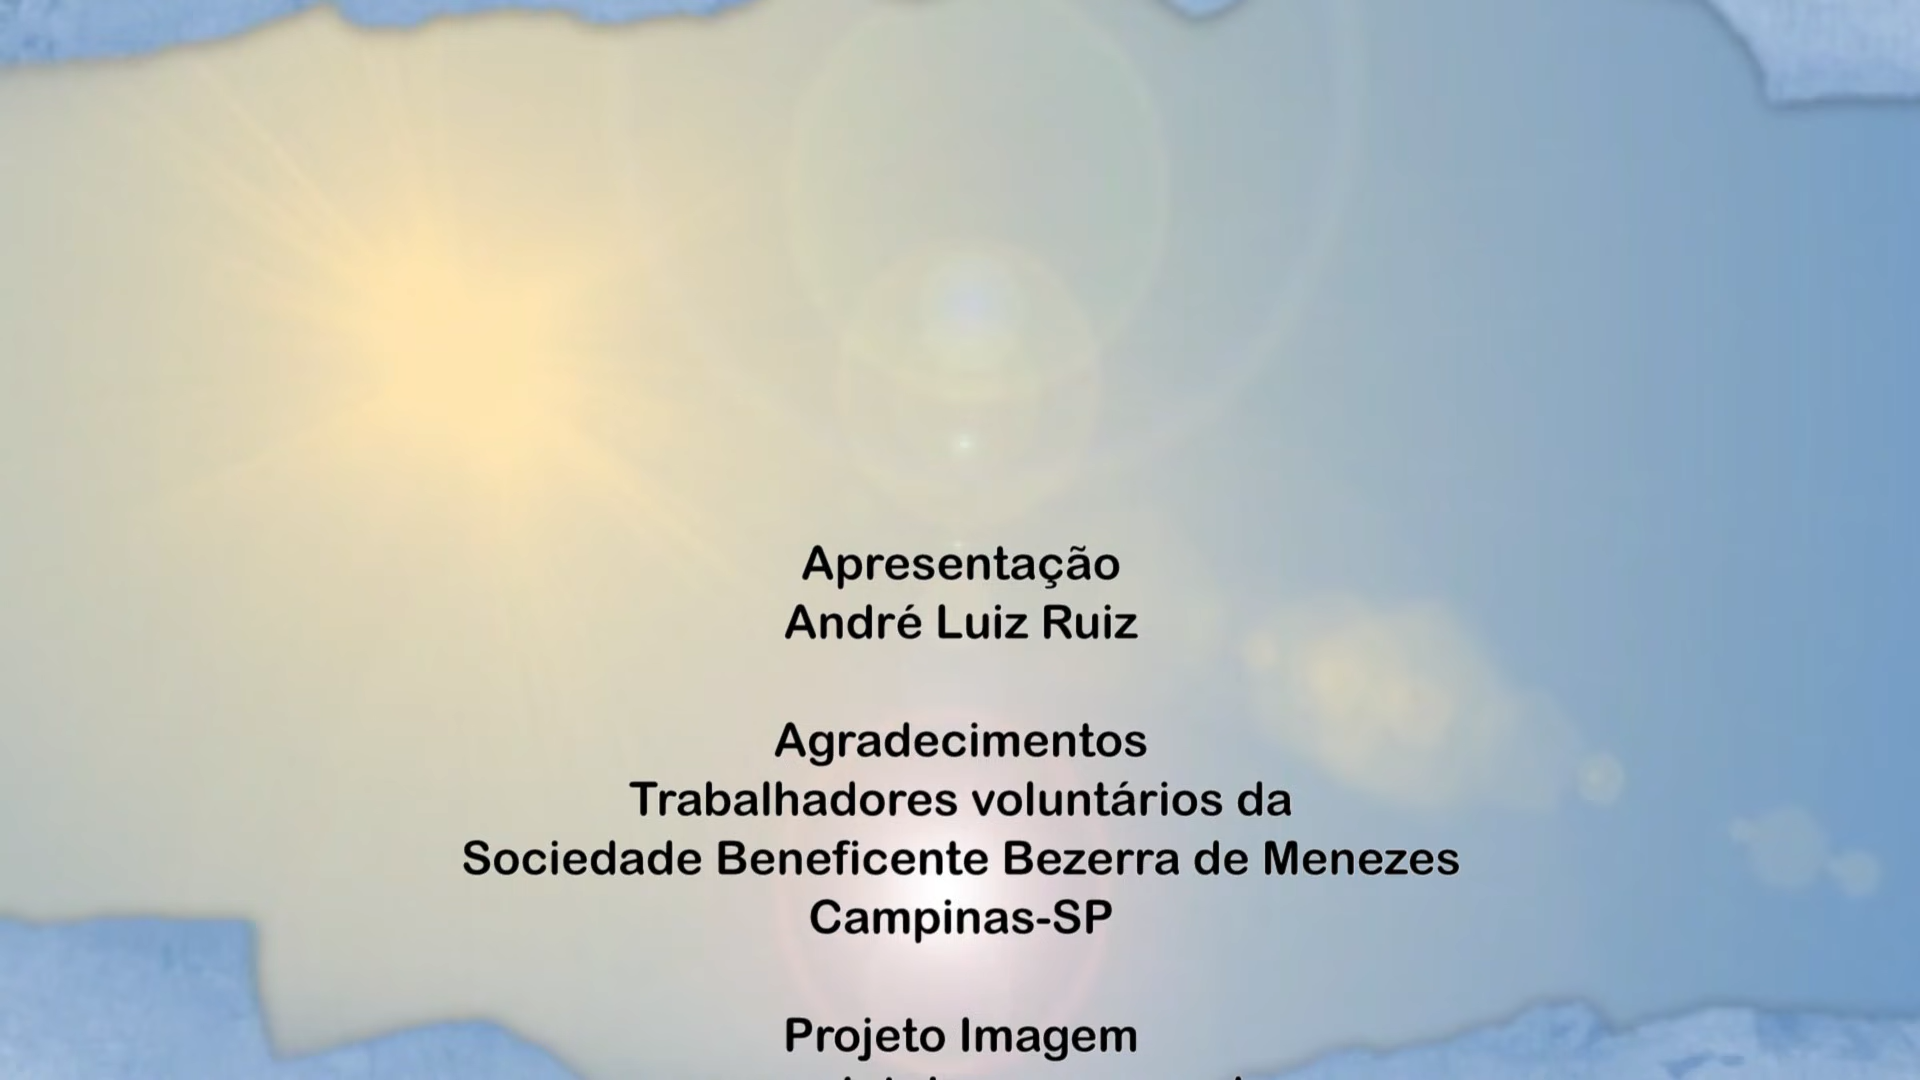 Apresentação
André Luiz Ruiz
Agradecimentos
Trabalhadores voluntários da
Sociedade Beneficente Bezerra de Menezes
Campinas-SP
Projeto Imagem